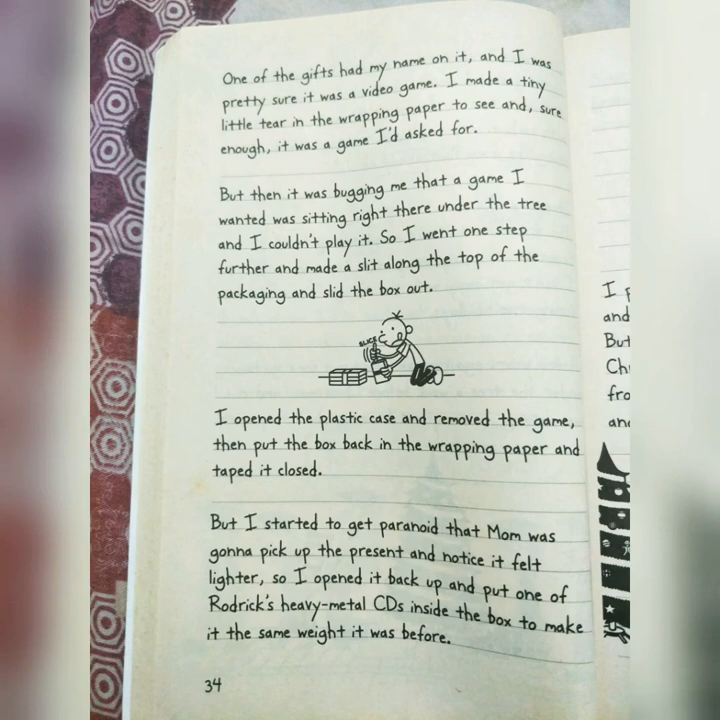 One of the gifts had my name on it, and I was
pretty sure it was a video game. I made a tiny
little tear in the wrapping paper to see and, sure
enough, it was a game I'd asked for.
But then it was bugging me that a game I
wanted was sitting right there under the tree
and I couldn't play it. So I went one step
further and made a slit along the top of the
packaging and slid the box out.
SLICE
I opened the plastic case and removed the game,
then put the box back in the wrapping paper and
taped it closed.
But I started to get paranoid that Mom was
gonna pick up the present and notice it felt
lighter, so I opened it back up and put one of
Rodrick's heavy-metal CDs inside the box to make
it the same weight it was before.
34
I
and
But